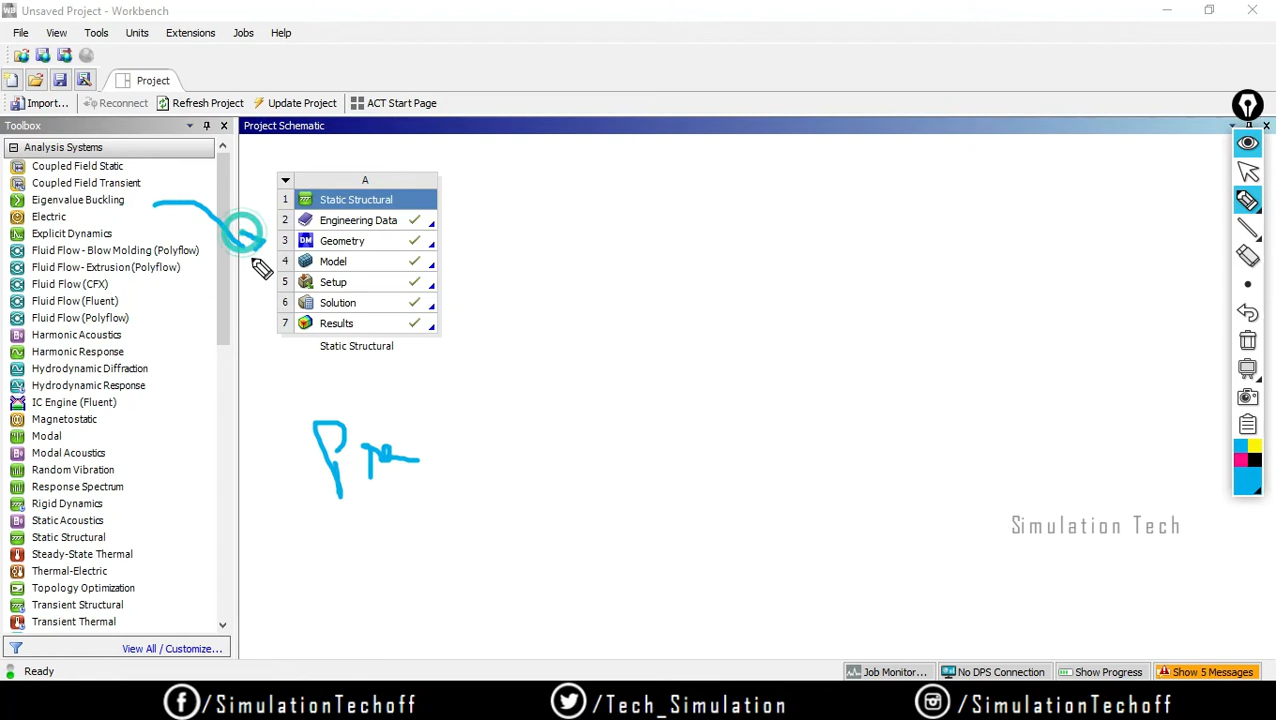 Unsaved Project - Workbench
File View Tools Units Extensions Jobs Help
Project
Import... Reconnect Refresh Project Update Project ACT Start Page
Toolbox
Project Schematic
Analysis Systems
Coupled Field Static
Coupled Field Transient
Eigenvalue Buckling
Electric
Explicit Dynamics
Fluid Flow - Blow Molding (Polyflow)
Fluid Flow - Extrusion (Polyflow)
Fluid Flow (CFX)
Fluid Flow (Fluent)
Fluid Flow (Polyflow)
Harmonic Acoustics
Harmonic Response
Hydrodynamic Diffraction
Hydrodynamic Response
IC Engine (Fluent)
Magnetostatic
Modal
Modal Acoustics
Random Vibration
Response Spectrum
Rigid Dynamics
Static Acoustics
Static Structural
Steady-State Thermal
Thermal-Electric
Topology Optimization
Transient Structural
Transient Thermal
View All / Customize...
A
1 Static Structural
2 Engineering Data
3 DM Geometry
4 Model
5 Setup
6 Solution
7 Results
Static Structural
Simulation Tech
Ready
Job Monitor... No DPS Connection Show Progress Show 5 Messages
/SimulationTechoff /Tech_Simulation /SimulationTechoff